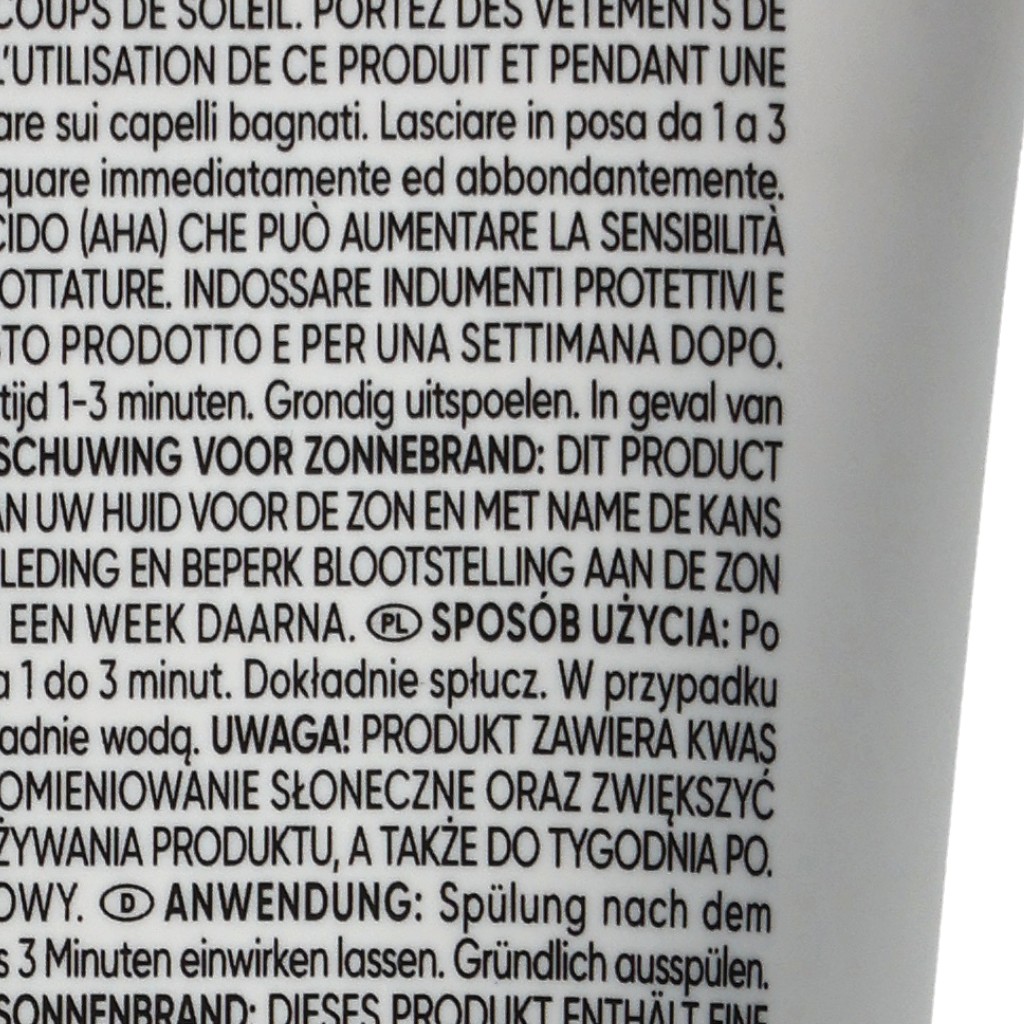 COUPS DE SOLEIL. PORTEZ DES VÊTEMENTS DE
L'UTILISATION DE CE PRODUIT ET PENDANT UNE
are sui capelli bagnati. Lasciare in posa da 1 a 3
quare immediatamente ed abbondantemente.
CIDO (AHA) CHE PUÒ AUMENTARE LA SENSIBILITÀ
OTTATURE. INDOSSARE INDUMENTI PROTETTIVI E
STO PRODOTTO E PER UNA SETTIMANA DOPO.
tijd 1-3 minuten. Grondig uitspoelen. In geval van
SCHUWING VOOR ZONNEBRAND: DIT PRODUCT
AN UW HUID VOOR DE ZON EN MET NAME DE KANS
LEDING EN BEPERK BLOOTSTELLING AAN DE ZON
EEN WEEK DAARNA. PL SPOSÓB UŻYCIA: Po
a 1 do 3 minut. Dokładnie spłucz. W przypadku
adnie wodą. UWAGA! PRODUKT ZAWIERA KWAS
OMIENIOWANIE SŁONECZNE ORAZ ZWIĘKSZYĆ
ŻYWANIA PRODUKTU, A TAKŻE DO TYGODNIA PO.
OWY. D ANWENDUNG: Spülung nach dem
s 3 Minuten einwirken lassen. Gründlich ausspülen.
SONNENBRAND: DIESES PRODUKT ENTHÄLT EINE